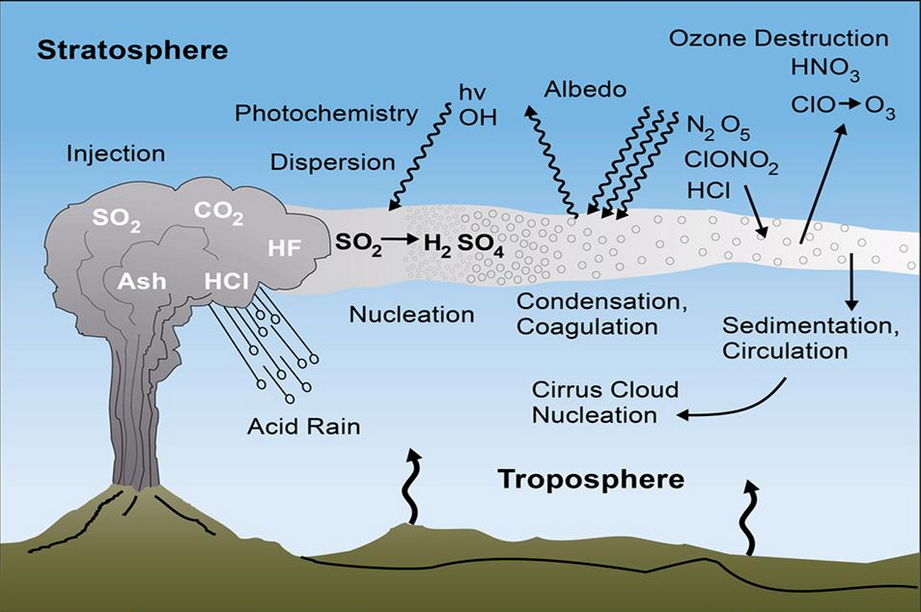 Stratosphere
Ozone Destruction
HNO₃
ClO→O₃
hν
OH
Albedo
Photochemistry
N₂ O₅
ClONO₂
HCl
Injection
Dispersion
SO₂
CO₂
HF
Ash
HCl
SO₂→H₂ SO₄
Nucleation
Condensation,
Coagulation
Sedimentation,
Circulation
Cirrus Cloud
Nucleation
Acid Rain
Troposphere